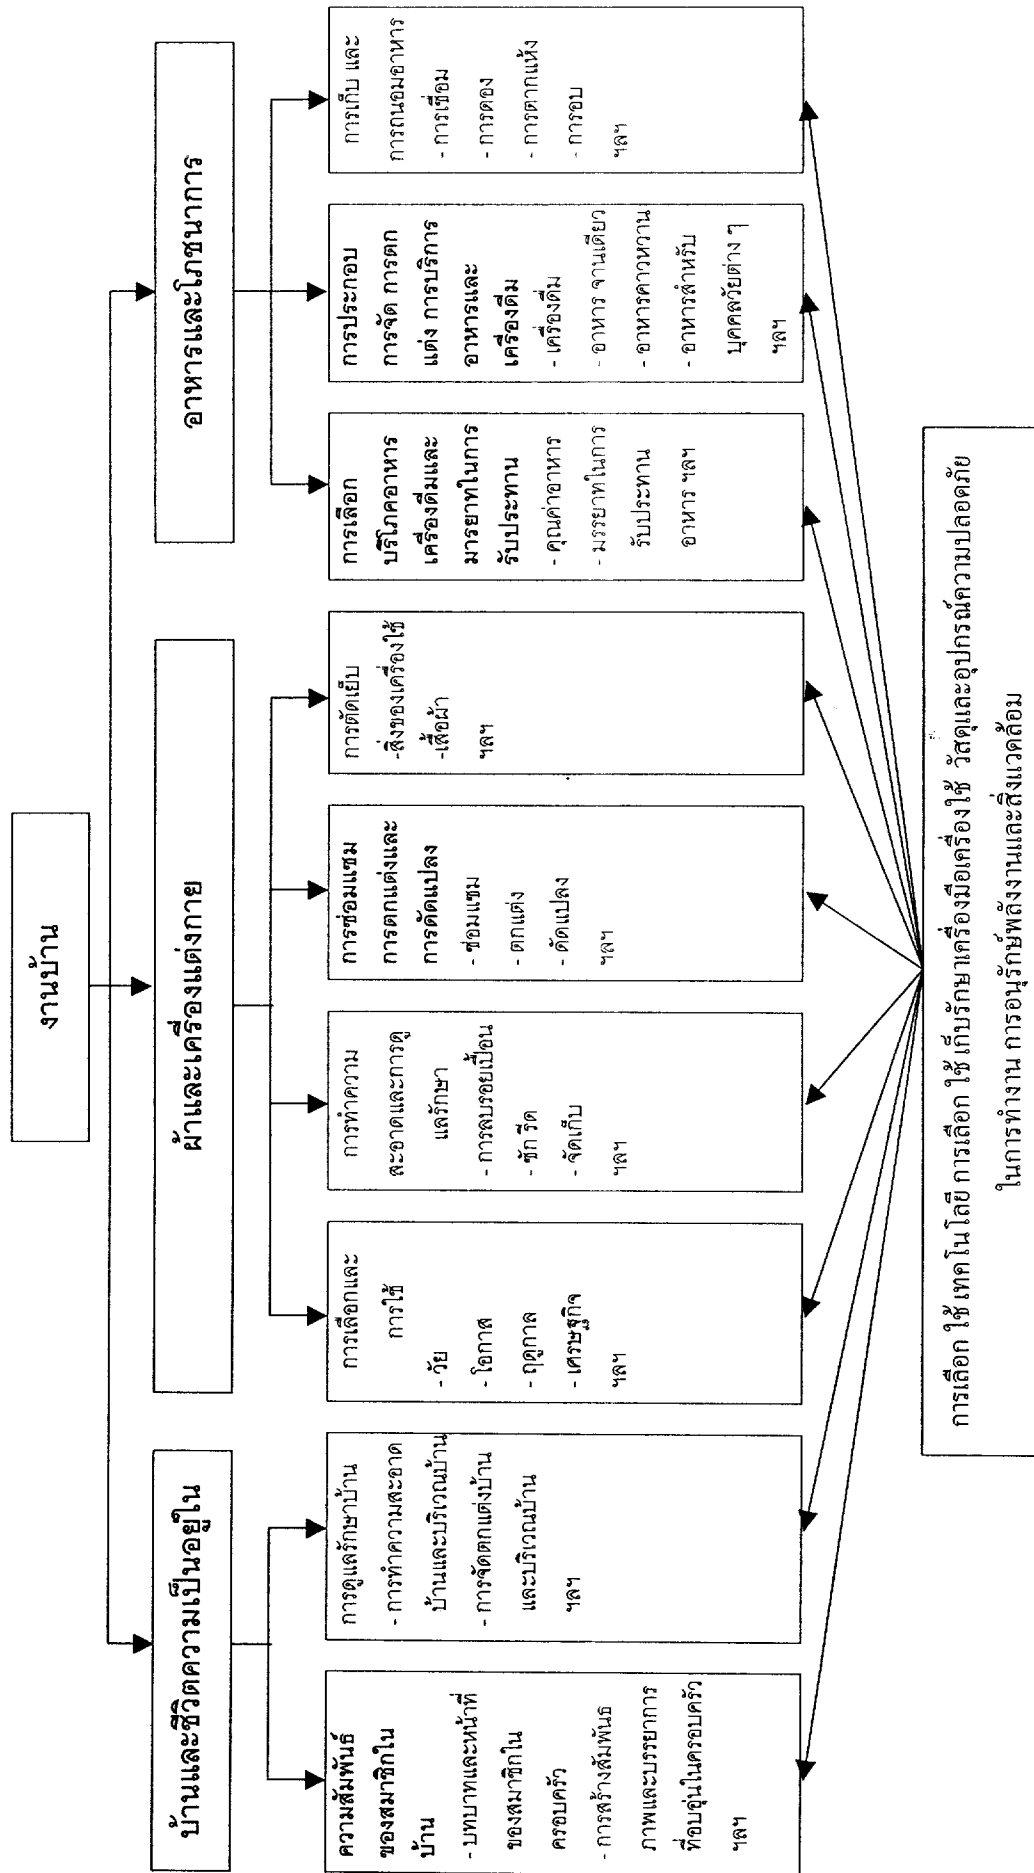 งานบ้าน
บ้านและชีวิตความเป็นอยู่ใน
ผ้าและเครื่องแต่งกาย
อาหารและโภชนาการ
ความสัมพันธ์
ของสมาชิกใน
บ้าน
- บทบาทและหน้าที่
ของสมาชิกใน
ครอบครัว
- การสร้างสัมพันธ
ภาพและบรรยากาศ
ที่อบอุ่นในครอบครัว
ฯลฯ
การดูแลรักษาบ้าน
- การทำความสะอาด
บ้านและบริเวณบ้าน
- การจัดตกแต่งบ้าน
และบริเวณบ้าน
ฯลฯ
การเลือกและ
การใช้
- วัย
- โอกาส
- ฤดูกาล
- เศรษฐกิจ
ฯลฯ
การทำความ
สะอาดและการดู
แลรักษา
- การลบรอยเปื้อน
- ซัก รีด
- จัดเก็บ
ฯลฯ
การซ่อมแซม
การตกแต่งและ
การดัดแปลง
- ซ่อมแซม
- ตกแต่ง
- ดัดแปลง
ฯลฯ
การตัดเย็บ
-สิ่งของเครื่องใช้
-เสื้อผ้า
ฯลฯ
การเลือก
บริโภคอาหาร
เครื่องดื่มและ
มารยาทในการ
รับประทาน
- คุณค่าอาหาร
- มรรยาทในการ
รับประทาน
อาหาร ฯลฯ
การประกอบ
การจัด การตก
แต่ง การบริการ
อาหารและ
เครื่องดื่ม
- เครื่องดื่ม
- อาหาร จานเดียว
- อาหารคาวหวาน
- อาหารสำหรับ
บุคคลวัยต่าง ๆ
ฯลฯ
การเก็บ และ
การถนอมอาหาร
- การเชื่อม
- การดอง
- การตากแห้ง
- การอบ
ฯลฯ
การเลือก ใช้ เทคโนโลยี การเลือก ใช้ เก็บรักษาเครื่องมือเครื่องใช้ วัสดุและอุปกรณ์ความปลอดภัย
ในการทำงาน การอนุรักษ์พลังงานและสิ่งแวดล้อม